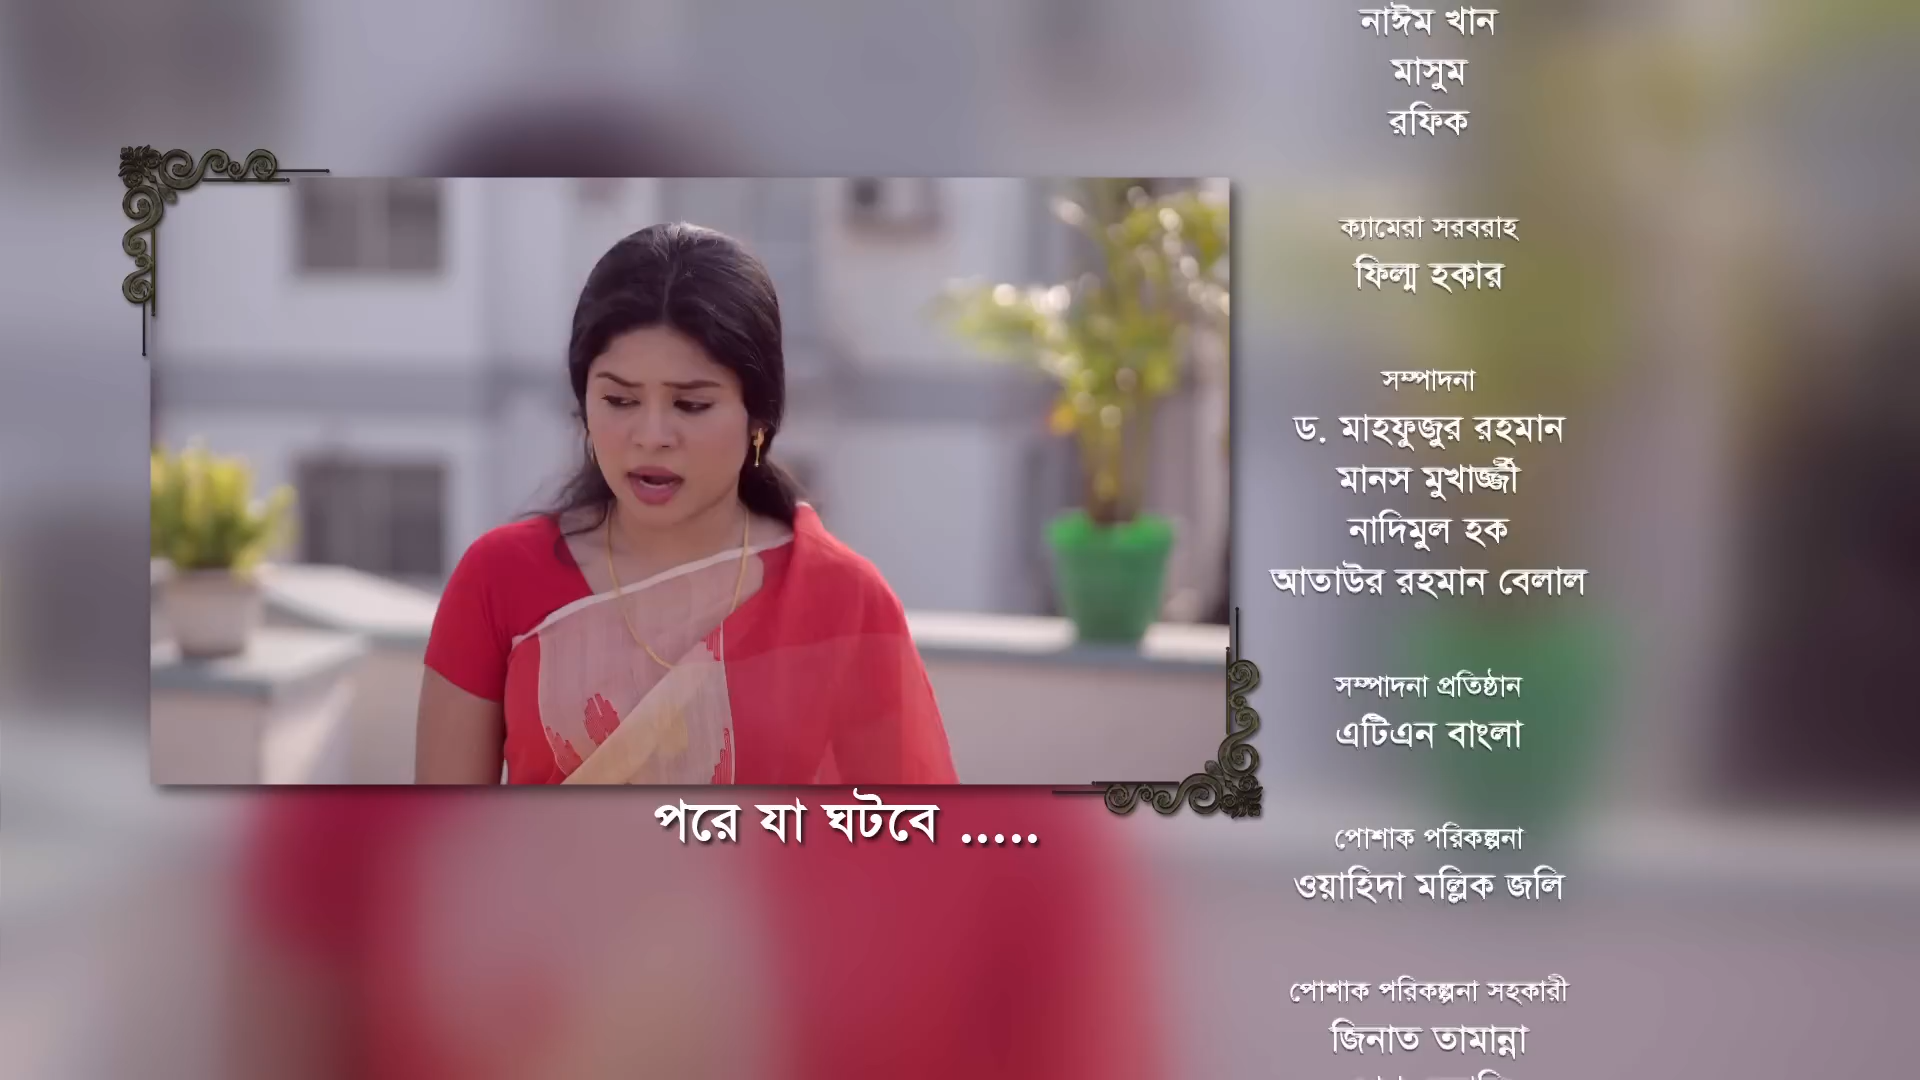 নাঈম খান
মাসুম
রফিক
ক্যামেরা সরবরাহ
ফিল্ম হকার
সম্পাদনা
ড. মাহফুজুর রহমান
মানস মুখার্জ্জী
নাদিমুল হক
আতাউর রহমান বেলাল
সম্পাদনা প্রতিষ্ঠান
এটিএন বাংলা
পোশাক পরিকল্পনা
ওয়াহিদা মল্লিক জলি
পোশাক পরিকল্পনা সহকারী
জিনাত তামান্না
পরে যা ঘটবে .....